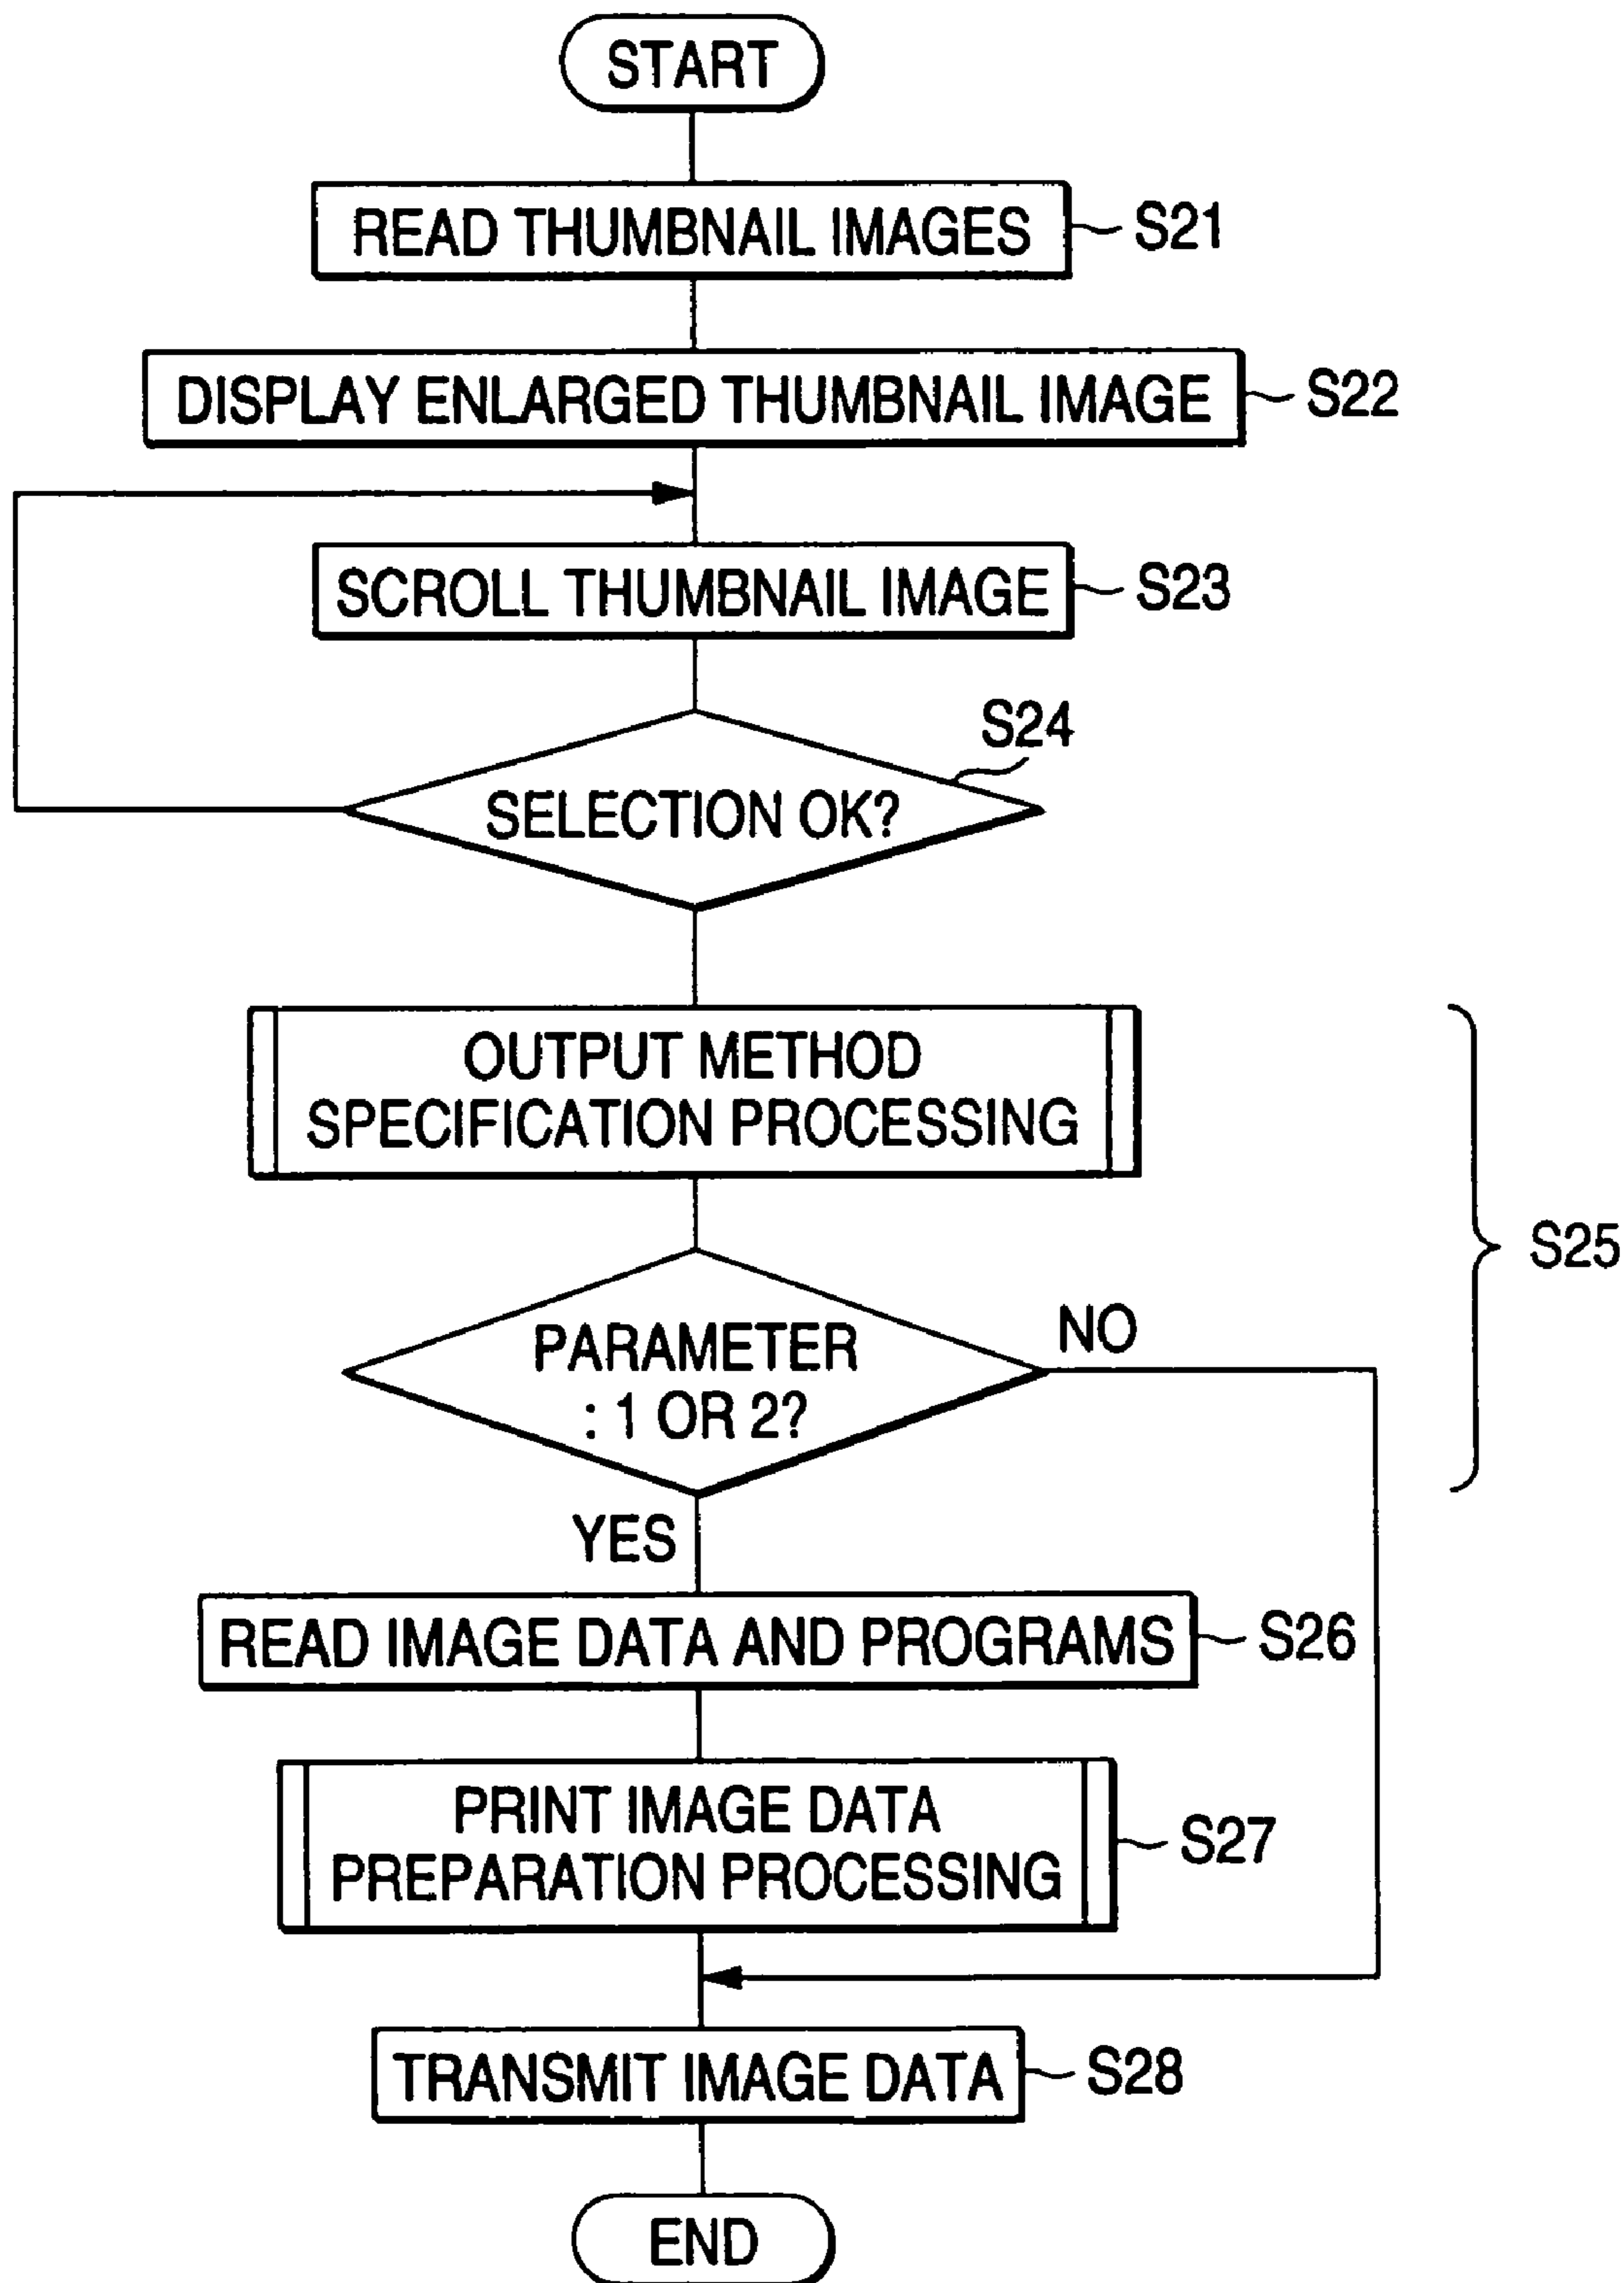 START
READ THUMBNAIL IMAGES
S21
DISPLAY ENLARGED THUMBNAIL IMAGE
S22
SCROLL THUMBNAIL IMAGE
S23
S24
SELECTION OK?
OUTPUT METHOD
SPECIFICATION PROCESSING
S25
PARAMETER
: 1 OR 2?
NO
YES
READ IMAGE DATA AND PROGRAMS
S26
PRINT IMAGE DATA
PREPARATION PROCESSING
S27
TRANSMIT IMAGE DATA
S28
END